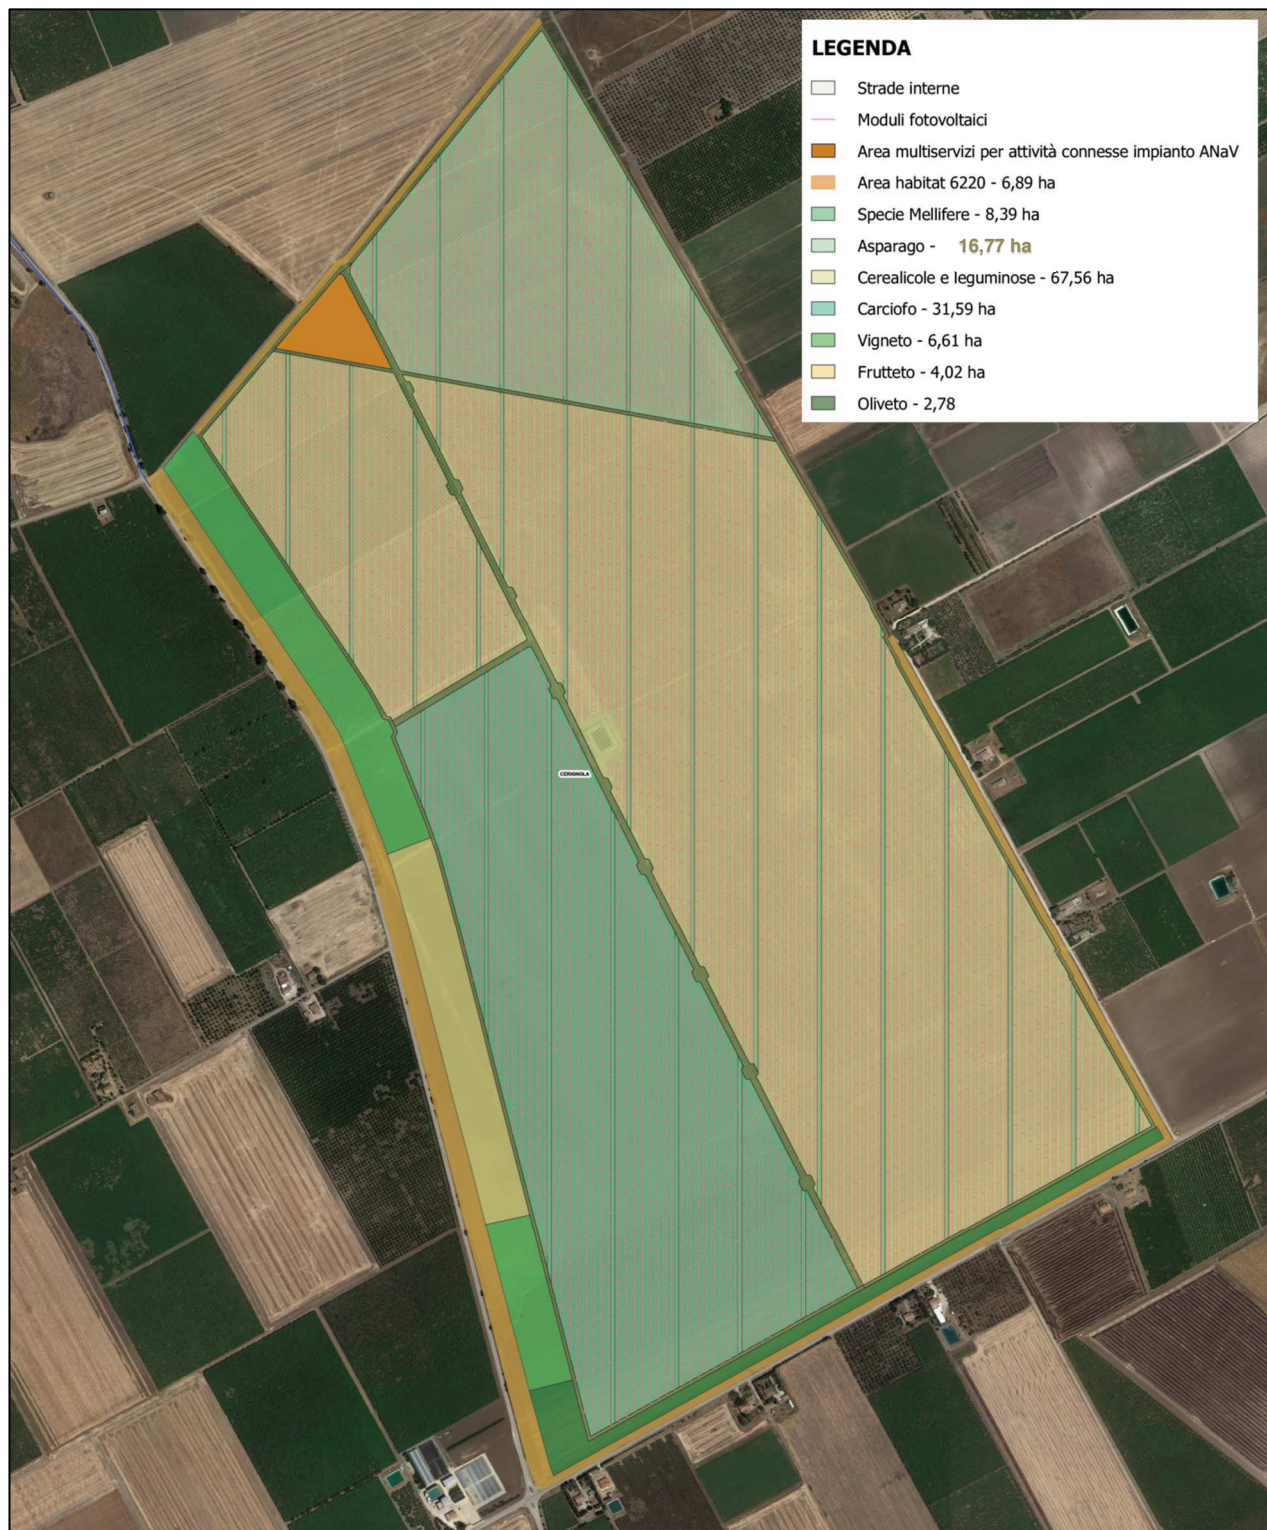 LEGENDA
Strade interne
Moduli fotovoltaici
Area multiservizi per attività connesse impianto ANaV
Area habitat 6220 - 6,89 ha
Specie Mellifere - 8,39 ha
Asparago - 16,77 ha
Cerealicole e leguminose - 67,56 ha
Carciofo - 31,59 ha
Vigneto - 6,61 ha
Frutteto - 4,02 ha
Oliveto - 2,78
CERIGNOLA